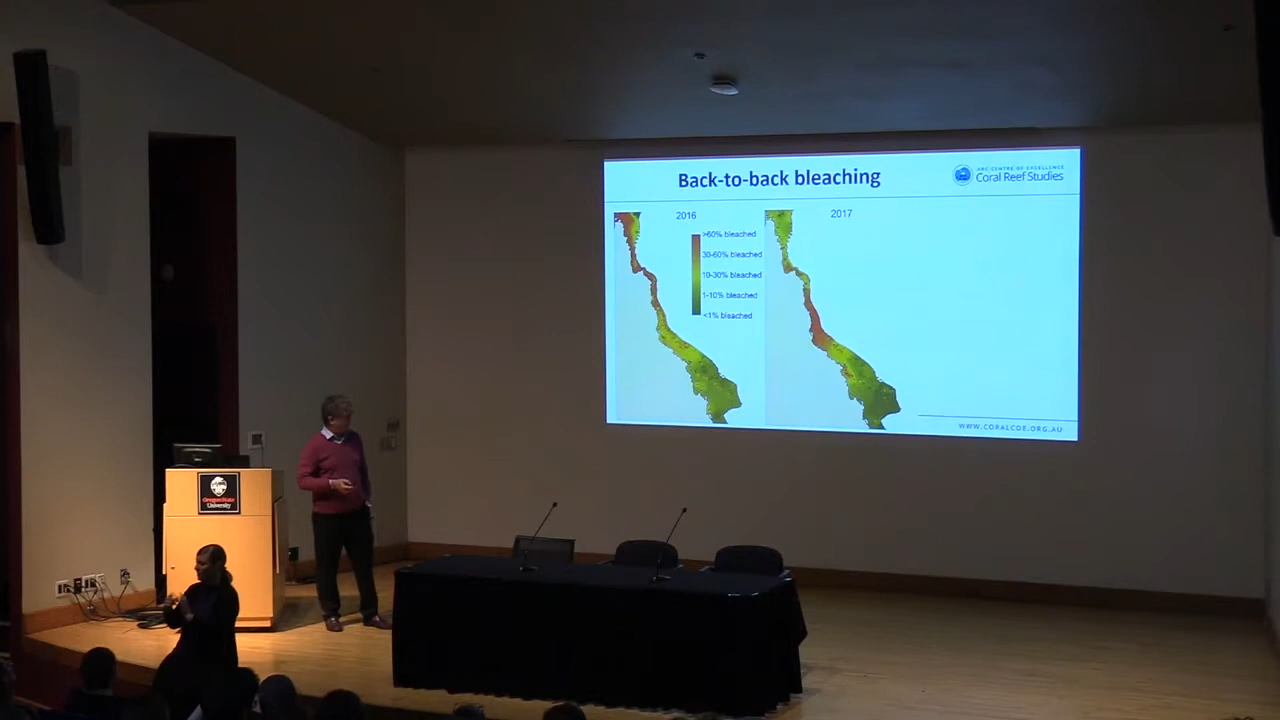 Back-to-back bleaching
ARC CENTRE OF EXCELLENCE
Coral Reef Studies
2016
2017
>60% bleached
30-60% bleached
10-30% bleached
1-10% bleached
<1% bleached
WWW.CORALCOE.ORG.AU
Oregon State
University